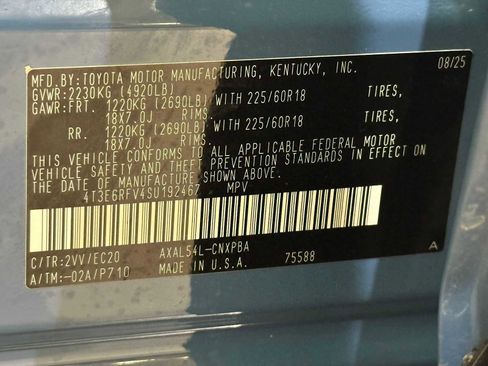 MFD.BY:TOYOTA MOTOR MANUFACTURING, KENTUCKY, INC. 08/25
GVWR:2230KG (4920LB)
GAWR:FRT. 1220KG (2690LB) WITH 225/60R18 TIRES,
18X7.0J RIMS.
RR. 1220KG (2690LB) WITH 225/60R18 TIRES,
18X7.0J RIMS.
THIS VEHICLE CONFORMS TO ALL APPLICABLE FEDERAL MOTOR
VEHICLE SAFETY AND THEFT PREVENTION STANDARDS IN EFFECT ON
THE DATE OF MANUFACTURE SHOWN ABOVE.
4T3E6RFV4SU192467 MPV
C/TR:2VV/EC20 AXAL54L-CNXPBA A
A/TM:-02A/P710 MADE IN U.S.A. 75588